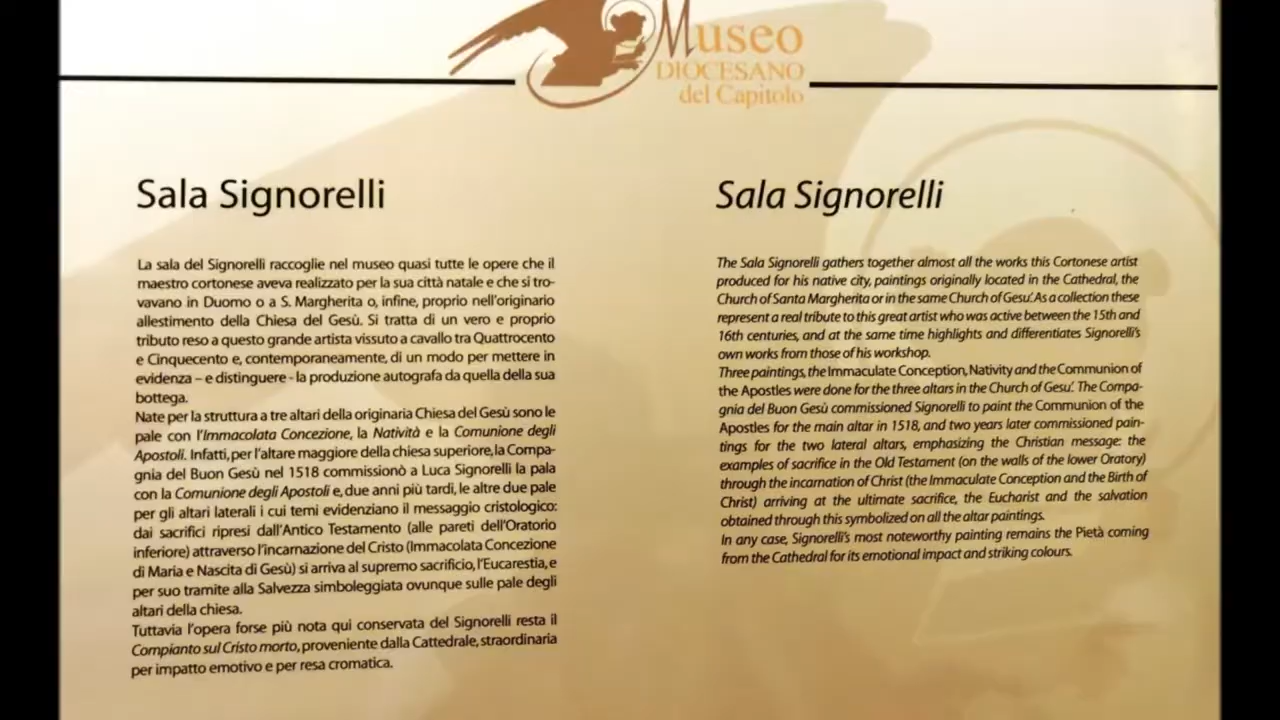 Museo
DIOCESANO
del Capitolo
Sala Signorelli
La sala del Signorelli raccoglie nel museo quasi tutte le opere che il
maestro cortonese aveva realizzato per la sua città natale e che si tro-
vavano in Duomo o a S. Margherita o, infine, proprio nell'originario
allestimento della Chiesa del Gesù. Si tratta di un vero e proprio
tributo reso a questo grande artista vissuto a cavallo tra Quattrocento
e Cinquecento e, contemporaneamente, di un modo per mettere in
evidenza – e distinguere - la produzione autografa da quella della sua
bottega.
Nate per la struttura a tre altari della originaria Chiesa del Gesù sono le
pale con l'Immacolata Concezione, la Natività e la Comunione degli
Apostoli. Infatti, per l'altare maggiore della chiesa superiore, la Compa-
gnia del Buon Gesù nel 1518 commissionò a Luca Signorelli la pala
con la Comunione degli Apostoli e, due anni più tardi, le altre due pale
per gli altari laterali i cui temi evidenziano il messaggio cristologico:
dai sacrifici ripresi dall'Antico Testamento (alle pareti dell'Oratorio
inferiore) attraverso l'incarnazione del Cristo (Immacolata Concezione
di Maria e Nascita di Gesù) si arriva al supremo sacrificio, l'Eucarestia, e
per suo tramite alla Salvezza simboleggiata ovunque sulle pale degli
altari della chiesa.
Tuttavia l'opera forse più nota qui conservata del Signorelli resta il
Compianto sul Cristo morto, proveniente dalla Cattedrale, straordinaria
per impatto emotivo e per resa cromatica.
Sala Signorelli
The Sala Signorelli gathers together almost all the works this Cortonese artist
produced for his native city, paintings originally located in the Cathedral, the
Church of Santa Margherita or in the same Church of Gesu'. As a collection these
represent a real tribute to this great artist who was active between the 15th and
16th centuries, and at the same time highlights and differentiates Signorelli's
own works from those of his workshop.
Three paintings, the Immaculate Conception, Nativity and the Communion of
the Apostles were done for the three altars in the Church of Gesu'. The Compa-
gnia del Buon Gesù commissioned Signorelli to paint the Communion of the
Apostles for the main altar in 1518, and two years later commissioned pain-
tings for the two lateral altars, emphasizing the Christian message: the
examples of sacrifice in the Old Testament (on the walls of the lower Oratory)
through the incarnation of Christ (the Immaculate Conception and the Birth of
Christ) arriving at the ultimate sacrifice, the Eucharist and the salvation
obtained through this symbolized on all the altar paintings.
In any case, Signorelli's most noteworthy painting remains the Pietà coming
from the Cathedral for its emotional impact and striking colours.